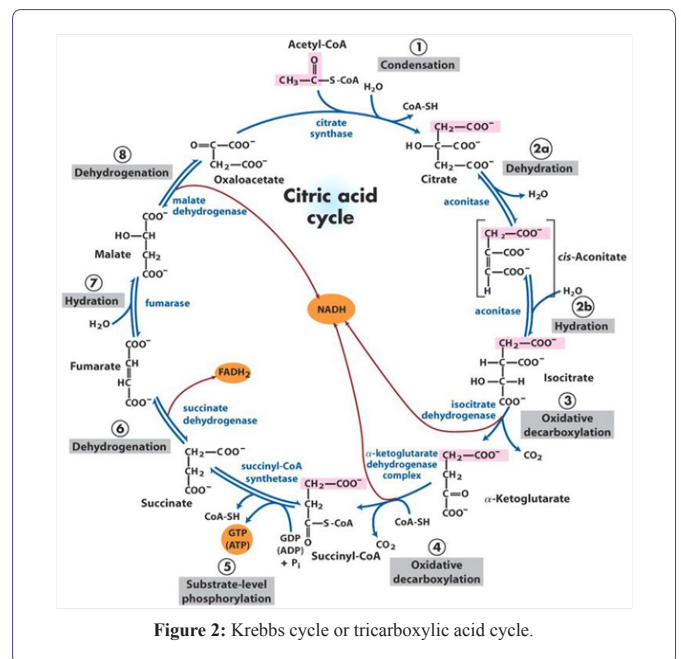 Acetyl-CoA
O
CH₃—C—S-CoA
1
Condensation
H₂O
CoA-SH
citrate
synthase
O=C—COO⁻
CH₂—COO⁻
Oxaloacetate
CH₂—COO⁻
HO—C—COO⁻
CH₂—COO⁻
Citrate
2a
Dehydration
H₂O
aconitase
8
Dehydrogenation
malate
dehydrogenase
Citric acid
cycle
CH₂—COO⁻
C—COO⁻
C—COO⁻
H
cis-Aconitate
COO⁻
HO—CH
CH₂
COO⁻
Malate
7
Hydration
fumarase
H₂O
NADH
aconitase
H₂O
2b
Hydration
CH₂—COO⁻
H—C—COO⁻
HO—C—H
COO⁻
Isocitrate
COO⁻
CH
HC
COO⁻
Fumarate
FADH₂
isocitrate
dehydrogenase
3
Oxidative
decarboxylation
CO₂
succinate
dehydrogenase
6
Dehydrogenation
CH₂—COO⁻
CH₂
COO⁻
Succinate
succinyl-CoA
synthetase
α-ketoglutarate
dehydrogenase
complex
CH₂—COO⁻
CH₂
C=O
COO⁻
α-Ketoglutarate
CH₂—COO⁻
CH₂
C—S-CoA
O
Succinyl-CoA
CoA-SH
GTP
(ATP)
GDP
(ADP)
+ Pᵢ
CoA-SH
CO₂
4
Oxidative
decarboxylation
5
Substrate-level
phosphorylation
Figure 2: Krebbs cycle or tricarboxylic acid cycle.